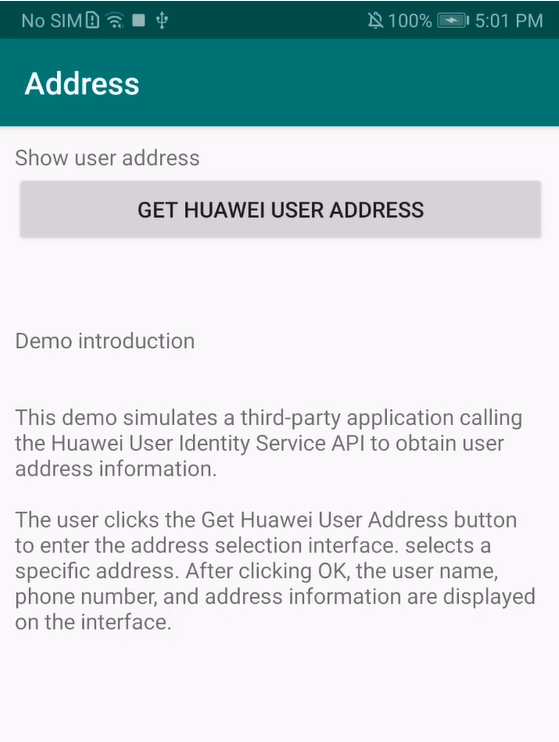 No SIM 100% 5:01 PM
Address
Show user address
GET HUAWEI USER ADDRESS
Demo introduction
This demo simulates a third-party application calling
the Huawei User Identity Service API to obtain user
address information.
The user clicks the Get Huawei User Address button
to enter the address selection interface. selects a
specific address. After clicking OK, the user name,
phone number, and address information are displayed
on the interface.